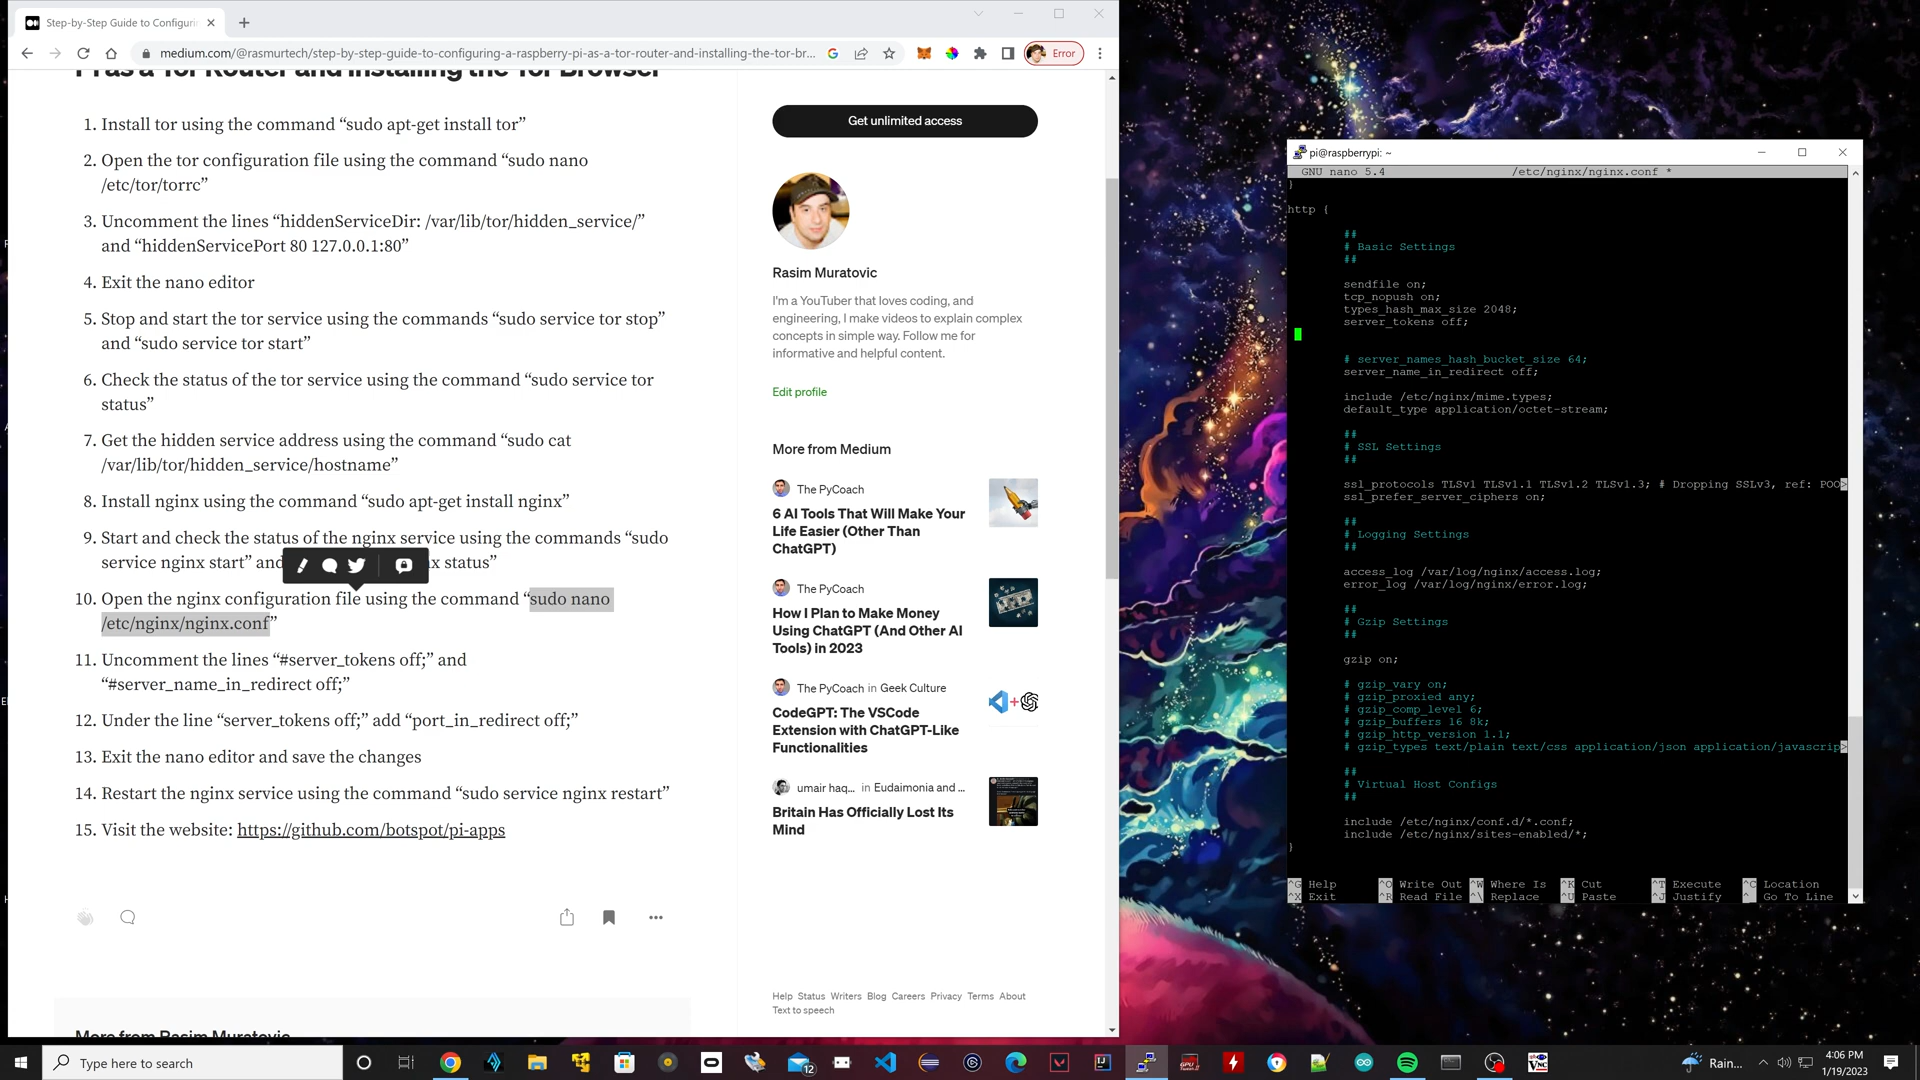 Step-by-Step Guide to Configuri
medium.com/@rasmurtech/step-by-step-guide-to-configuring-a-raspberry-pi-as-a-tor-router-and-installing-the-tor-br...
Error
Pi as a Tor Router and Installing the Tor Browser
1. Install tor using the command “sudo apt-get install tor”
2. Open the tor configuration file using the command “sudo nano
/etc/tor/torrc”
3. Uncomment the lines “hiddenServiceDir: /var/lib/tor/hidden_service/”
and “hiddenServicePort 80 127.0.0.1:80”
4. Exit the nano editor
5. Stop and start the tor service using the commands “sudo service tor stop”
and “sudo service tor start”
6. Check the status of the tor service using the command “sudo service tor
status”
7. Get the hidden service address using the command “sudo cat
/var/lib/tor/hidden_service/hostname”
8. Install nginx using the command “sudo apt-get install nginx”
9. Start and check the status of the nginx service using the commands “sudo
service nginx start” and x status”
10. Open the nginx configuration file using the command “sudo nano
/etc/nginx/nginx.conf”
11. Uncomment the lines “#server_tokens off;” and
“#server_name_in_redirect off;”
12. Under the line “server_tokens off;” add “port_in_redirect off;”
13. Exit the nano editor and save the changes
14. Restart the nginx service using the command “sudo service nginx restart”
15. Visit the website: https://github.com/botspot/pi-apps
More from Rasim Muratovic
Get unlimited access
Rasim Muratovic
I'm a YouTuber that loves coding, and
engineering, I make videos to explain complex
concepts in simple way. Follow me for
informative and helpful content.
Edit profile
More from Medium
The PyCoach
6 AI Tools That Will Make Your
Life Easier (Other Than
ChatGPT)
The PyCoach
How I Plan to Make Money
Using ChatGPT (And Other AI
Tools) in 2023
The PyCoach in Geek Culture
CodeGPT: The VSCode
Extension with ChatGPT-Like
Functionalities
umair haq... in Eudaimonia and ...
Britain Has Officially Lost Its
Mind
Help Status Writers Blog Careers Privacy Terms About
Text to speech
pi@raspberrypi: ~
GNU nano 5.4 /etc/nginx/nginx.conf *
}
http {
##
# Basic Settings
##
sendfile on;
tcp_nopush on;
types_hash_max_size 2048;
server_tokens off;
# server_names_hash_bucket_size 64;
server_name_in_redirect off;
include /etc/nginx/mime.types;
default_type application/octet-stream;
##
# SSL Settings
##
ssl_protocols TLSv1 TLSv1.1 TLSv1.2 TLSv1.3; # Dropping SSLv3, ref: POO>
ssl_prefer_server_ciphers on;
##
# Logging Settings
##
access_log /var/log/nginx/access.log;
error_log /var/log/nginx/error.log;
##
# Gzip Settings
##
gzip on;
# gzip_vary on;
# gzip_proxied any;
# gzip_comp_level 6;
# gzip_buffers 16 8k;
# gzip_http_version 1.1;
# gzip_types text/plain text/css application/json application/javascrip>
##
# Virtual Host Configs
##
include /etc/nginx/conf.d/*.conf;
include /etc/nginx/sites-enabled/*;
}
^G Help ^O Write Out ^W Where Is ^K Cut ^T Execute ^C Location
^X Exit ^R Read File ^\ Replace ^U Paste ^J Justify ^_ Go To Line
Type here to search
12
Rain...
4:06 PM
1/19/2023